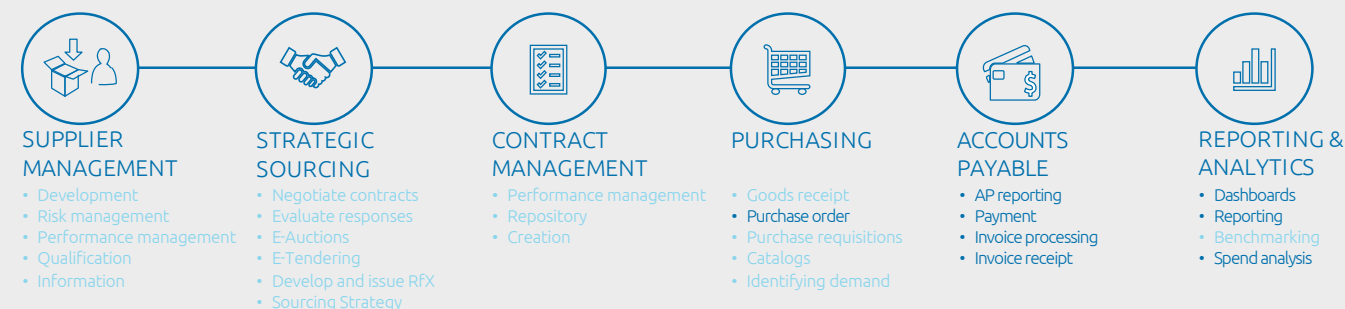 SUPPLIER
MANAGEMENT
• Development
• Risk management
• Performance management
• Qualification
• Information
STRATEGIC
SOURCING
• Negotiate contracts
• Evaluate responses
• E-Auctions
• E-Tendering
• Develop and issue RfX
• Sourcing Strategy
CONTRACT
MANAGEMENT
• Performance management
• Repository
• Creation
PURCHASING
• Goods receipt
• Purchase order
• Purchase requisitions
• Catalogs
• Identifying demand
$
ACCOUNTS
PAYABLE
• AP reporting
• Payment
• Invoice processing
• Invoice receipt
REPORTING &
ANALYTICS
• Dashboards
• Reporting
• Benchmarking
• Spend analysis